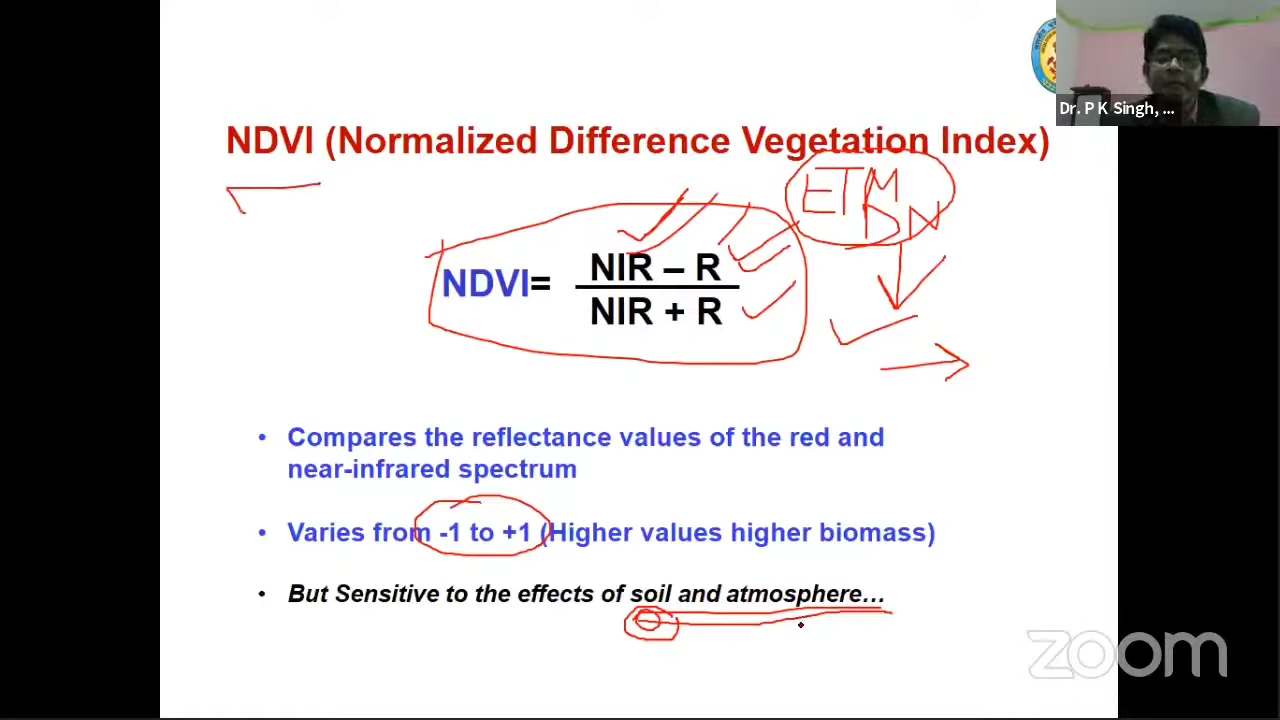 Dr. P K Singh, ...
NDVI (Normalized Difference Vegetation Index)
ETM
DN
NDVI= NIR – R
NIR + R
• Compares the reflectance values of the red and
near-infrared spectrum
• Varies from -1 to +1 (Higher values higher biomass)
• But Sensitive to the effects of soil and atmosphere...
zoom